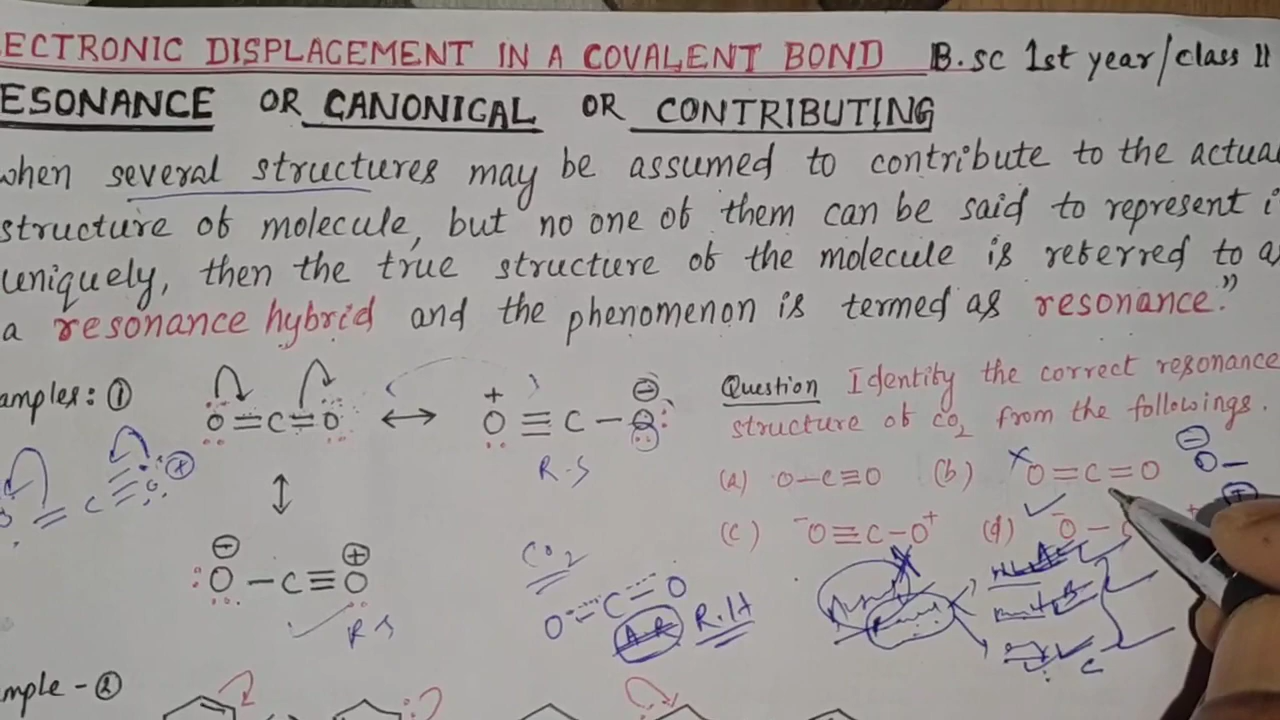 ECTRONIC DISPLACEMENT IN A COVALENT BOND B.sc 1st year/class 11
ESONANCE OR CANONICAL OR CONTRIBUTING
when several structures may be assumed to contribute to the actual
structure of molecule, but no one of them can be said to represent i
uniquely, then the true structure of the molecule is referred to a
a resonance hybrid and the phenomenon is termed as resonance."
amples: ①
O=C=O ↔ O≡C-O
+
-
R.S
:O-C≡O
-
+
R.S
CO2
O=C=O
R.H
Question Identity the correct resonance
structure of co2 from the followings.
(a) O-C≡O (b) O=C=O
(c) ⁻O≡C-O⁺ (d) ⁻O-C
mple-②